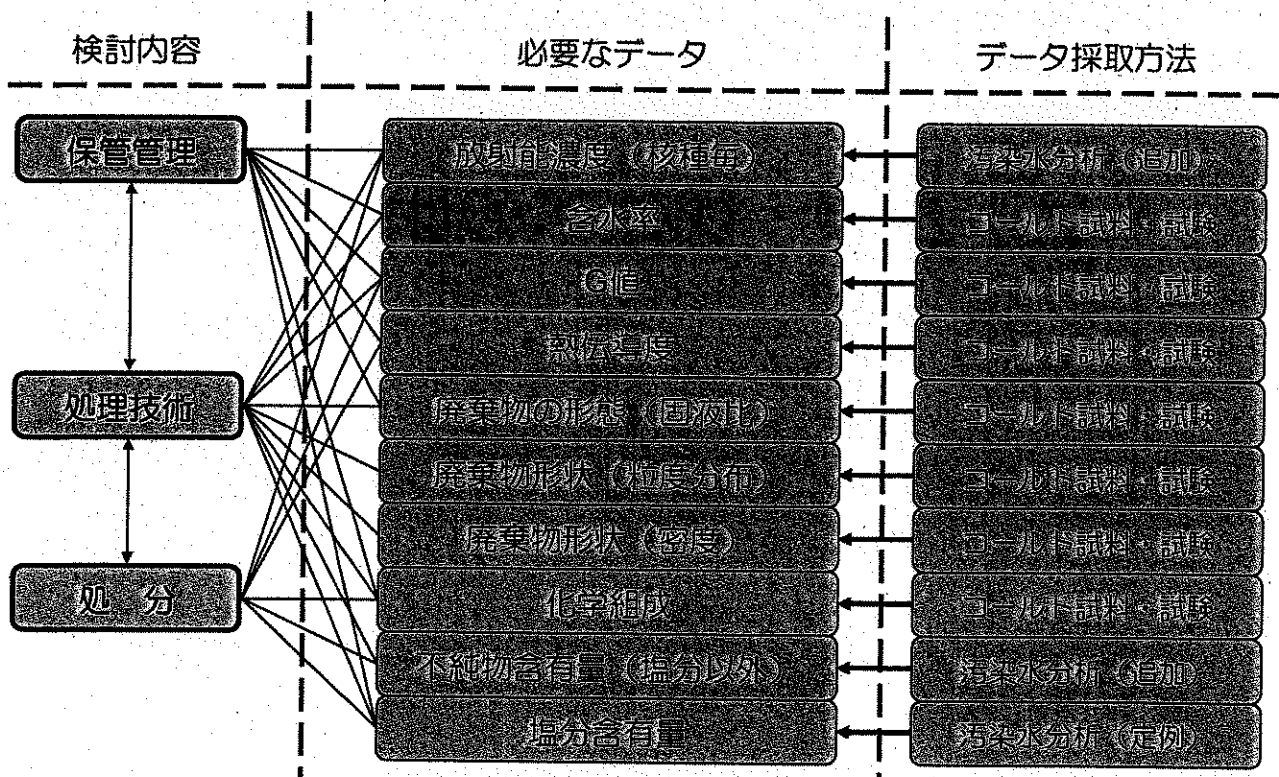 検討内容
必要なデータ
データ採取方法
保管管理
処理技術
処 分
放射能濃度（核種毎）
含水率
G値
熱伝導度
廃棄物の形態（固液比）
廃棄物形状（粒度分布）
廃棄物形状（密度）
化学組成
不純物含有量（塩分以外）
塩分含有量
汚染水分析（追加）
コールド試料・試験
コールド試料・試験
コールド試料・試験
コールド試料・試験
コールド試料・試験
コールド試料・試験
コールド試料・試験
汚染水分析（追加）
汚染水分析（定例）